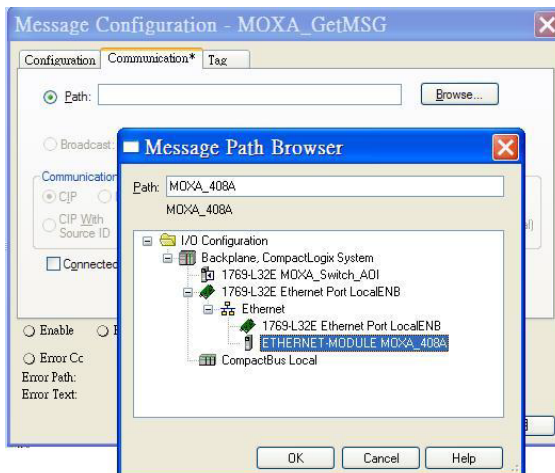 Message Configuration - MOXA_GetMSG
Configuration Communication* Tag
Path: Browse...
Broadcast:
Communication
CIP
CIP With
Source ID
Connected
Enable
Error Cc
Error Path:
Error Text:
Message Path Browser
Path: MOXA_408A
MOXA_408A
I/O Configuration
Backplane, CompactLogix System
1769-L32E MOXA_Switch_AOI
1769-L32E Ethernet Port LocalENB
Ethernet
1769-L32E Ethernet Port LocalENB
ETHERNET-MODULE MOXA_408A
CompactBus Local
OK Cancel Help